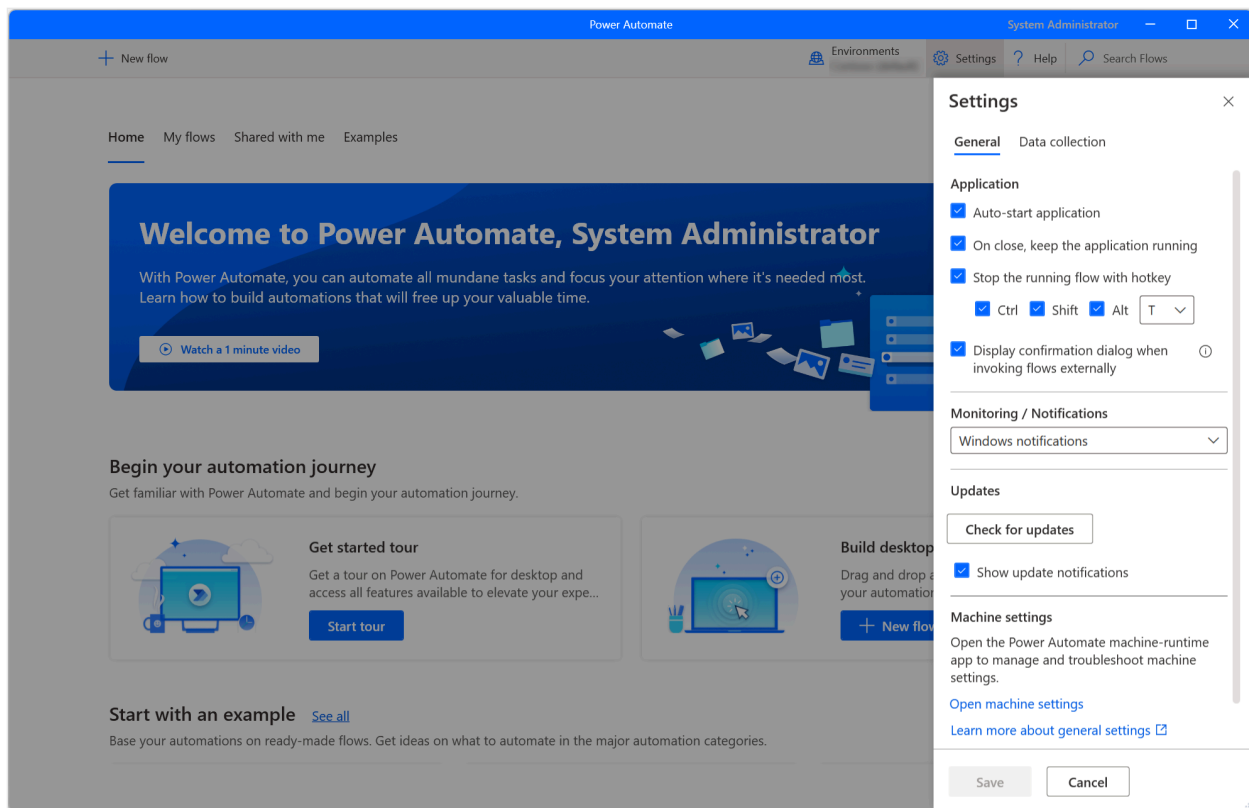 Power Automate
System Administrator
New flow
Environments
Settings
Help
Search Flows
Home
My flows
Shared with me
Examples
Welcome to Power Automate, System Administrator
With Power Automate, you can automate all mundane tasks and focus your attention where it's needed most.
Learn how to build automations that will free up your valuable time.
Watch a 1 minute video
Begin your automation journey
Get familiar with Power Automate and begin your automation journey.
Get started tour
Get a tour on Power Automate for desktop and
access all features available to elevate your expe...
Start tour
Build desktop
Drag and drop a
your automation
New flow
Start with an example
See all
Base your automations on ready-made flows. Get ideas on what to automate in the major automation categories.
Settings
General
Data collection
Application
Auto-start application
On close, keep the application running
Stop the running flow with hotkey
Ctrl
Shift
Alt
T
Display confirmation dialog when
invoking flows externally
Monitoring / Notifications
Windows notifications
Updates
Check for updates
Show update notifications
Machine settings
Open the Power Automate machine-runtime
app to manage and troubleshoot machine
settings.
Open machine settings
Learn more about general settings
Save
Cancel